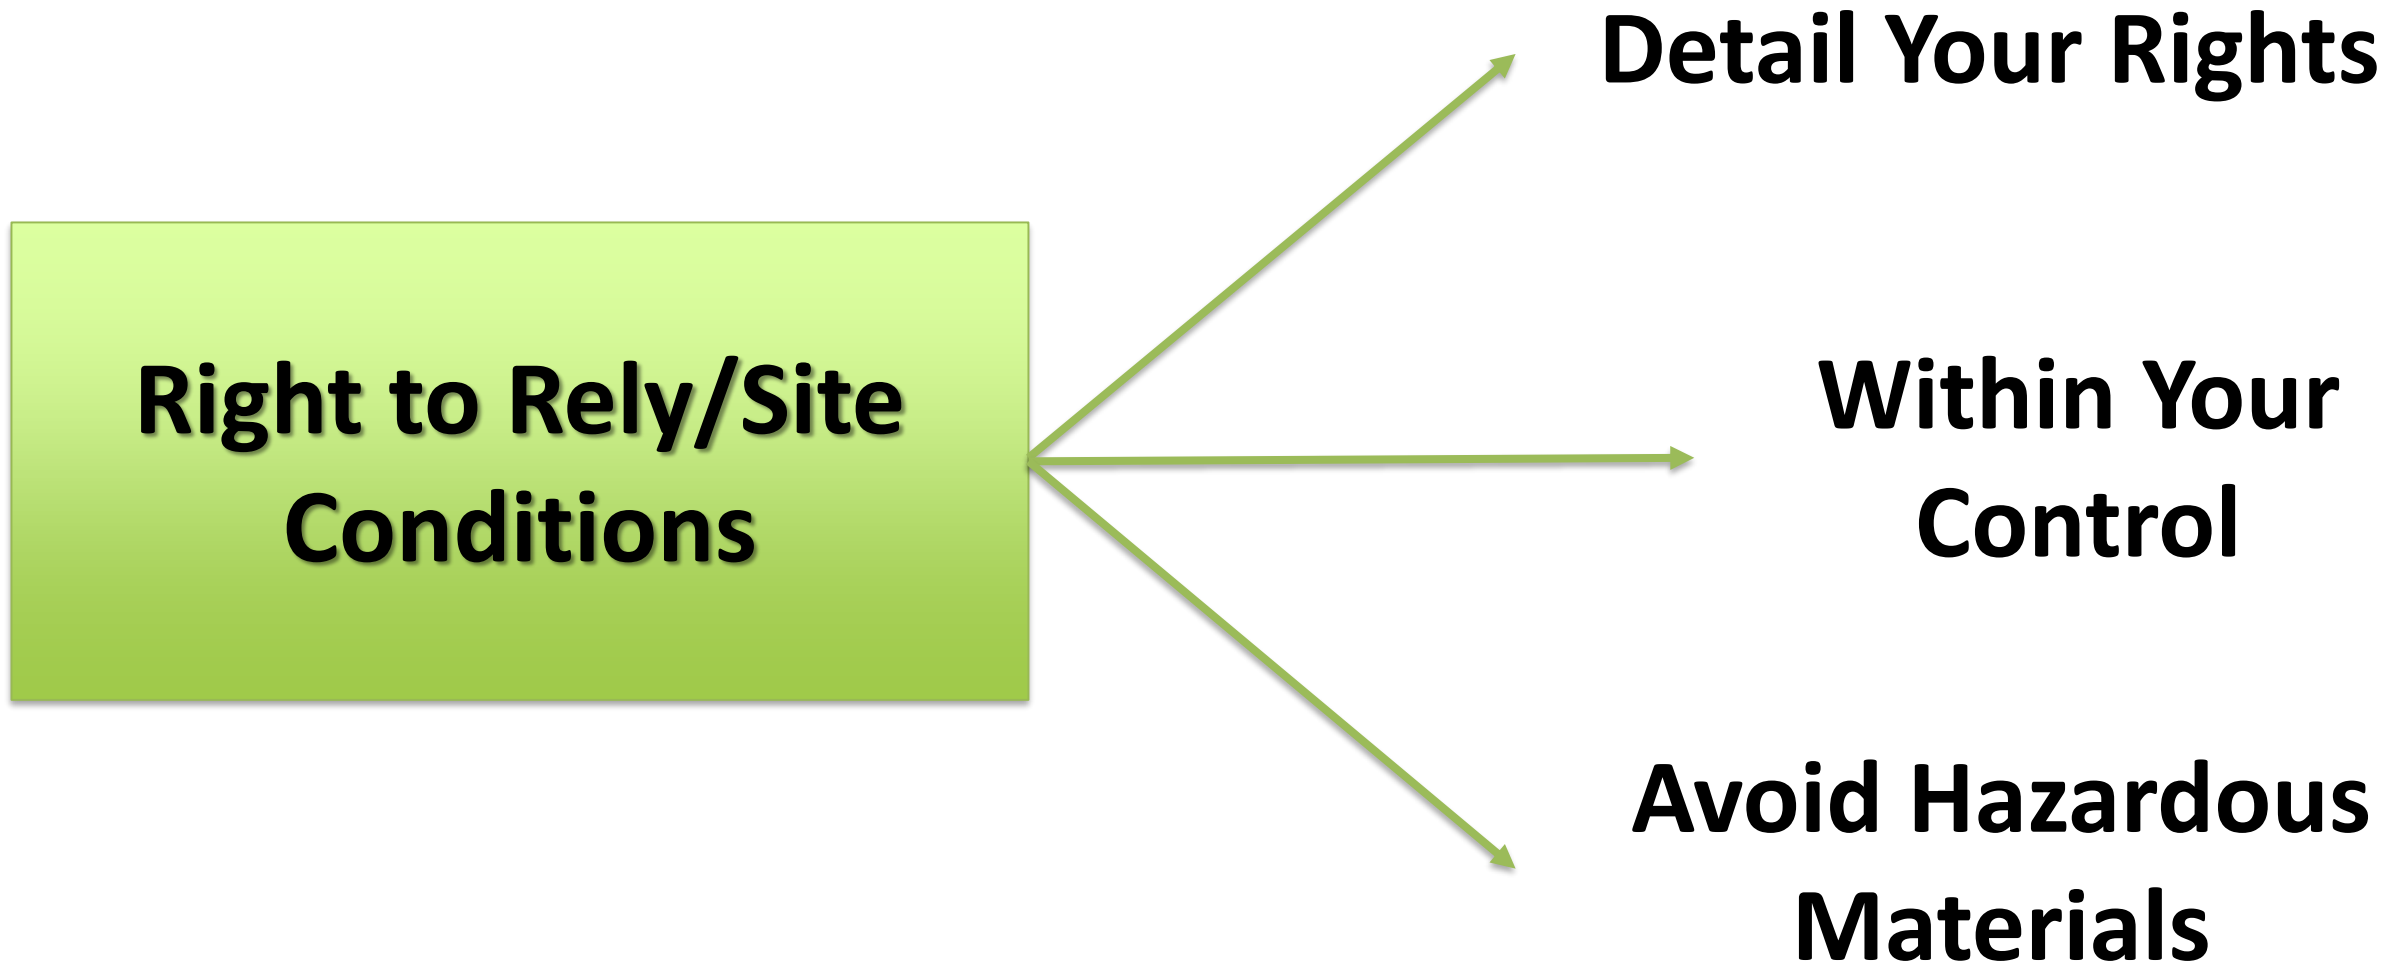 Right to Rely/Site
Conditions
Detail Your Rights
Within Your
Control
Avoid Hazardous
Materials